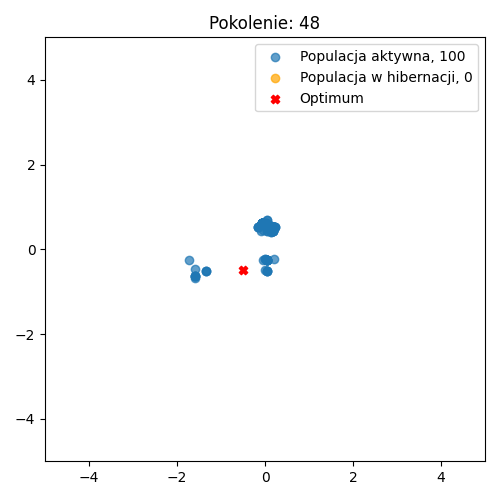 Pokolenie: 48
Populacja aktywna, 100
Populacja w hibernacji, 0
Optimum
4
2
0
−2
−4
−4 −2 0 2 4